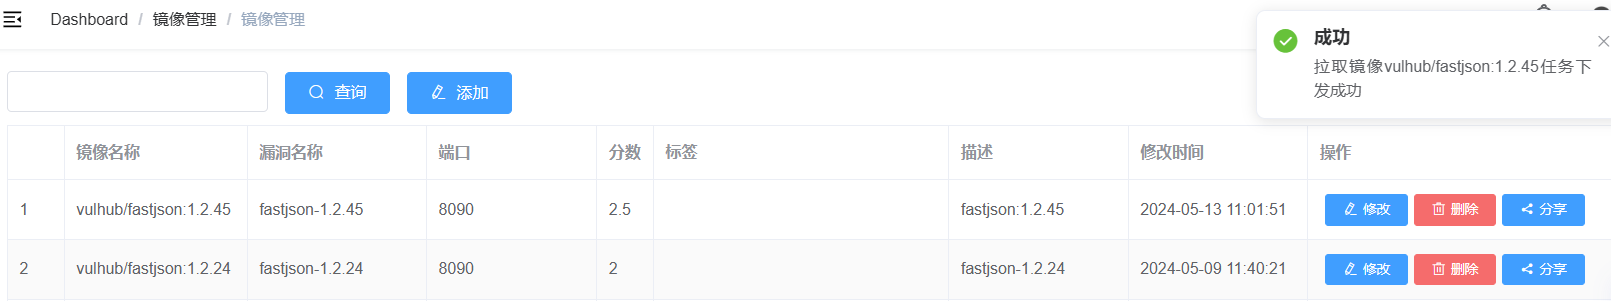 Dashboard / 镜像管理 / 镜像管理
成功
拉取镜像vulhub/fastjson:1.2.45任务下
发成功
查询 添加
镜像名称 漏洞名称 端口 分数 标签 描述 修改时间 操作
1 vulhub/fastjson:1.2.45 fastjson-1.2.45 8090 2.5 fastjson:1.2.45 2024-05-13 11:01:51 修改 删除 分享
2 vulhub/fastjson:1.2.24 fastjson-1.2.24 8090 2 fastjson-1.2.24 2024-05-09 11:40:21 修改 删除 分享